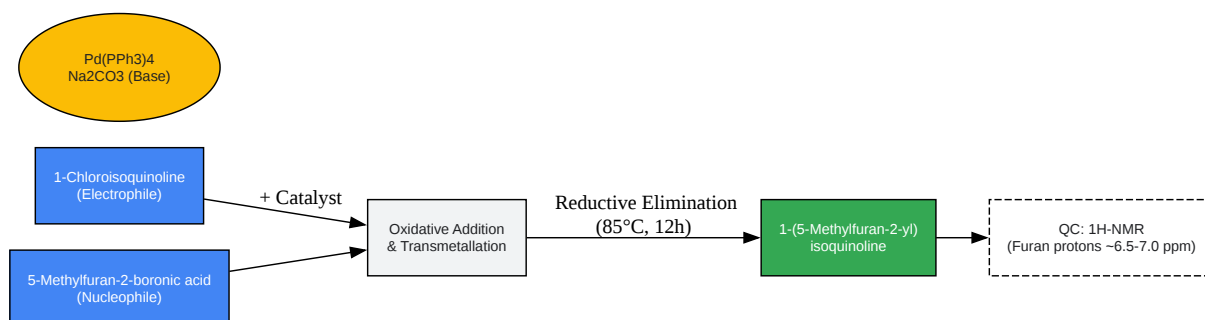 Pd(PPh3)4
Na2CO3 (Base)
1-Chloroisoquinoline
(Electrophile)
+ Catalyst
5-Methylfuran-2-boronic acid
(Nucleophile)
Oxidative Addition
& Transmetallation
Reductive Elimination
(85°C, 12h)
1-(5-Methylfuran-2-yl)
isoquinoline
QC: 1H-NMR
(Furan protons ~6.5-7.0 ppm)